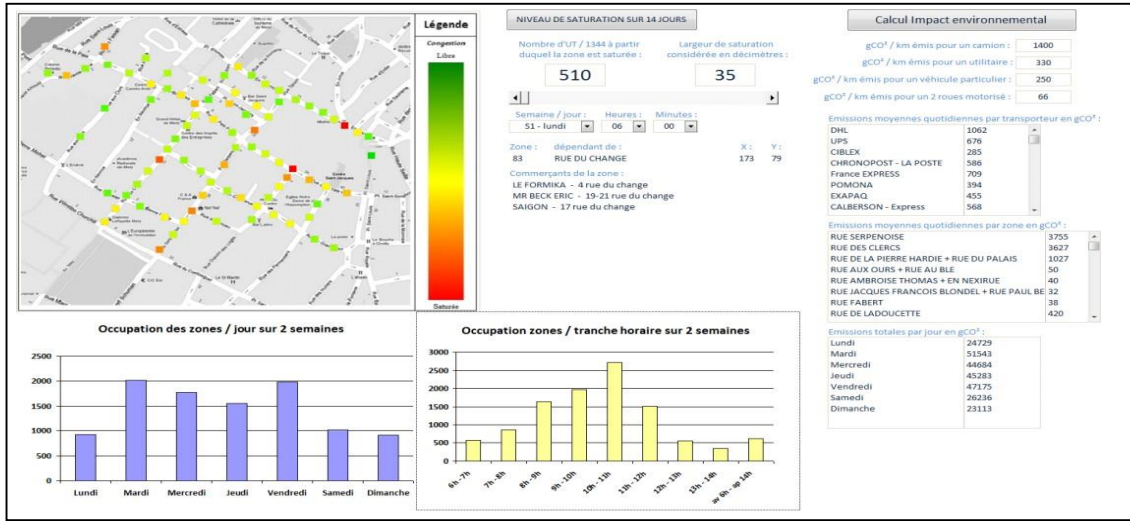 Légende
Congestion
Libre
Saturée
NIVEAU DE SATURATION SUR 14 JOURS
Nombre d'UT / 1344 à partir
duquel la zone est saturée :
510
Largeur de saturation
considérée en décimètres :
35
Semaine / jour : Heures : Minutes :
S1 - lundi 06 00
Zone : dépendant de : X : Y :
83 RUE DU CHANGE 173 79
Commerçants de la zone :
LE FORMIKA - 4 rue du change
MR BECK ERIC - 19-21 rue du change
SAIGON - 17 rue du change
Calcul Impact environnemental
gCO² / km émis pour un camion : 1400
gCO² / km émis pour un utilitaire : 330
gCO² / km émis pour un véhicule particulier : 250
gCO² / km émis pour un 2 roues motorisé : 66
Emissions moyennes quotidiennes par transporteur en gCO² :
DHL 1062
UPS 676
CIBLEX 285
CHRONOPOST - LA POSTE 586
France EXPRESS 709
POMONA 394
EXAPAQ 455
CALBERSON - Express 568
Emissions moyennes quotidiennes par zone en gCO² :
RUE SERPENOISE 3755
RUE DES CLERCS 3627
RUE DE LA PIERRE HARDIE + RUE DU PALAIS 1027
RUE AUX OURS + RUE AU BLE 50
RUE AMBROISE THOMAS + EN NEXIRUE 40
RUE JACQUES FRANCOIS BLONDEL + RUE PAUL BE 32
RUE FABERT 38
RUE DE LADOUCETTE 420
Emissions totales par jour en gCO² :
Lundi 24729
Mardi 51543
Mercredi 44684
Jeudi 45283
Vendredi 47175
Samedi 26236
Dimanche 23113
Occupation des zones / jour sur 2 semaines
2500
2000
1500
1000
500
0
Lundi Mardi Mercredi Jeudi Vendredi Samedi Dimanche
Occupation zones / tranche horaire sur 2 semaines
3000
2500
2000
1500
1000
500
0
6h -7h 7h - 8h 8h - 9h 9h - 10h 10h - 11h 11h - 12h 12h - 13h 13h - 14h av 6h - ap 14h